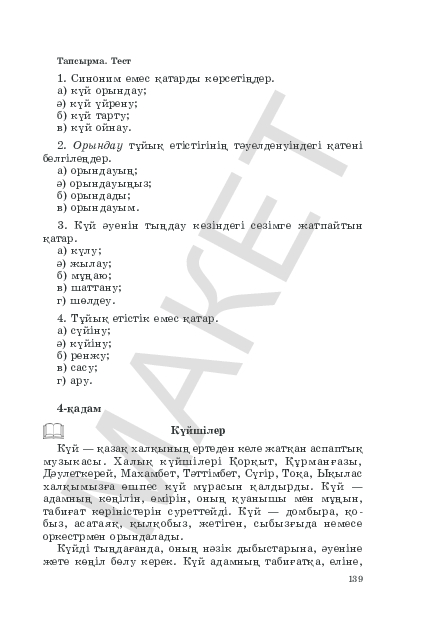 Тапсырма. Тест
1. Синоним емес қатарды көрсетіңдер.
а) күй орындау;
ә) күй үйрену;
б) күй тарту;
в) күй ойнау.
2. Орындау тұйық етістігінің тәуелденуіндегі қатені
белгілеңдер.
а) орындауың;
ә) орындауыңыз;
б) орындады;
в) орындауым.
3. Күй әуенін тыңдау кезіндегі сезімге жатпайтын
қатар.
а) күлу;
ә) жылау;
б) мұңаю;
в) шаттану;
г) шөлдеу.
4. Тұйық етістік емес қатар.
а) сүйіну;
ә) күйіну;
б) ренжу;
в) сасу;
г) ару.
4-қадам
Күйшілер
Күй — қазақ халқының ертеден келе жатқан аспаптық
музыкасы. Халық күйшілері Қорқыт, Құрманғазы,
Дәулеткерей, Махамбет, Тәттімбет, Сүгір, Тоқа, Ықылас
халқымызға өшпес күй мұрасын қалдырды. Күй —
адамның көңілін, өмірін, оның қуанышы мен мұңын,
табиғат көріністерін суреттейді. Күй — домбыра, қо-
быз, асатаяқ, қылқобыз, жетіген, сыбызғыда немесе
оркестрмен орындалады.
Күйді тыңдағанда, оның нәзік дыбыстарына, әуеніне
жете көңіл бөлу керек. Күй адамның табиғатқа, еліне,
139
МАКЕТ